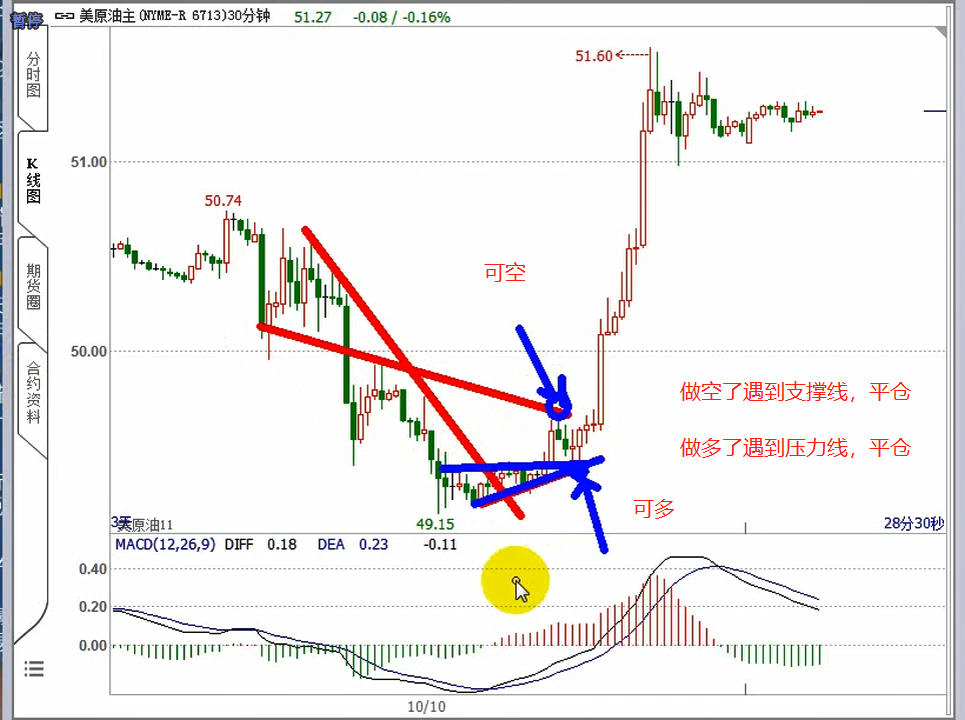 暂停
美原油主(NYME-R 6713)30分钟 51.27 -0.08 / -0.16%
分时图
K线图
期货圈
合约资料
51.60
51.00
50.74
可空
50.00
做空了遇到支撑线，平仓
做多了遇到压力线，平仓
可多
49.15
3天
美原油11
28分30秒
MACD(12,26,9) DIFF 0.18 DEA 0.23 -0.11
0.40
0.20
0.00
10/10